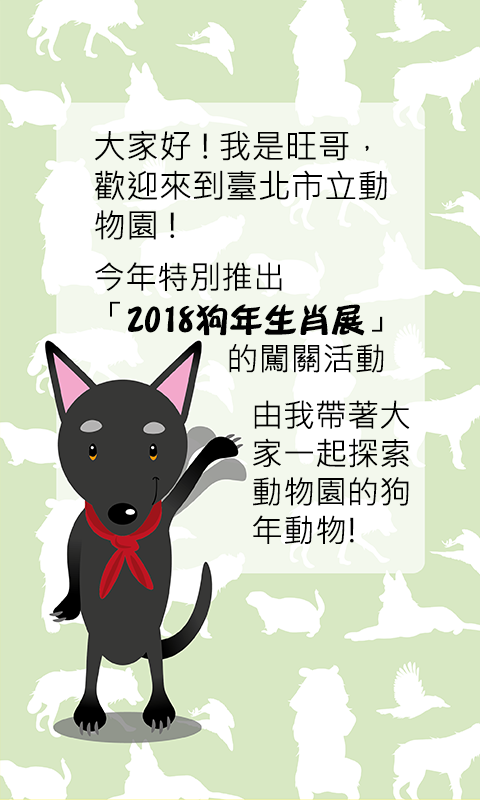 大家好!我是旺哥，
歡迎來到臺北市立動
物園!
今年特別推出
「2018狗年生肖展」
的闖關活動
由我帶著大
家一起探索
動物園的狗
年動物!